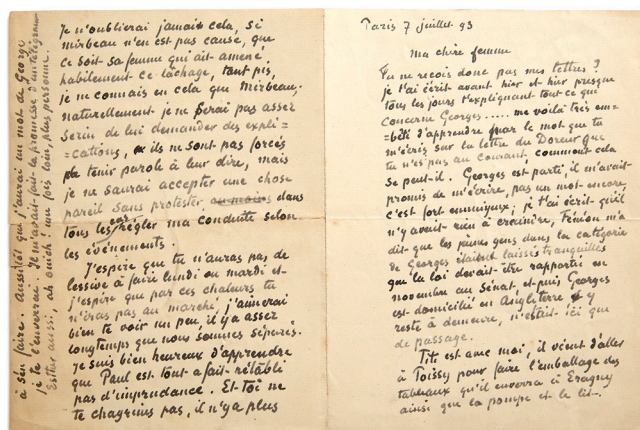 Paris 7 juillet 93
ma chère femme
Tu ne reçois donc pas mes lettres ?
je t'ai écrit avant hier et hier presque
tous les jours t'expliquant tout ce qui
concerne Georges..... me voilà très em=
=bêté d'apprendre par le mot que tu
m'écris sur la lettre du Doreur que
tu n'es pas au courant, comment cela
se peut-il. Georges est parti, il m'avait
promis de m'écrire, pas un mot encore,
c'est fort ennuyeux; je t'ai écrit qu'il
n'y avait rien à craindre, Fénéon m'a
dit que les jeunes gens dans la catégorie
de Georges étaient laissés tranquilles
que la loi devait être rapportée en
novembre au Sénat et puis Georges
est domicilié en Angleterre y
reste à demeure, n'était ici que
de passage.
Titi est avec moi, il vient d'aller
à Poissy pour faire l'emballage des
tableaux qu'il enverra à Eragny
ainsi que la pompe et le lit.
Je n'oublierai jamais cela, si
mirbeau n'en est pas cause, que
ce soit sa femme qui ait amené
habilement ce lâchage, tant pis,
je ne connais en cela que Mirbeau.
naturellement je ne serai pas assez
serin de lui demander des expli=
=cations, ils ne sont pas forcés
de tenir parole à leur dire, mais
je ne saurai accepter une chose
pareil sans protester, au moins dans
tous les cas régler ma conduite selon
les évènements.
J'espère que tu n'auras pas de
lessive à faire lundi ou mardi et
j'espère que par ces chaleurs tu
n'iras pas au marché, j'aimerai
bien te voir un peu, il y a assez
longtemps que nous sommes séparés.
je suis bien heureux d'apprendre
que Paul est tout à fait rétabli
pas d'imprudance. Et toi ne
te chagrines pas, il n'y a plus
à s'en faire. Aussitôt que j'aurai un mot de George
je te l'enverrai. Il m'avait fait la promesse d'un télégramme
Esther aussi, ah ouich! une fois loin, plus personne.